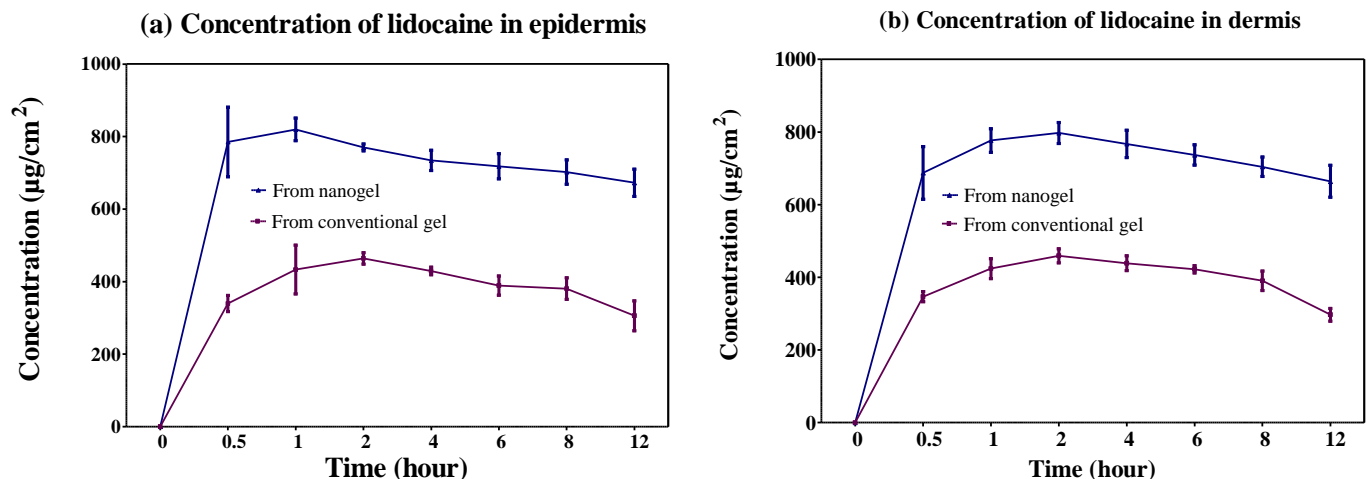 (a) Concentration of lidocaine in epidermis
Concentration (µg/cm²)
1000
800
600
400
200
0
From nanogel
From conventional gel
0 0.5 1 2 4 6 8 12
Time (hour)
(b) Concentration of lidocaine in dermis
Concentration (µg/cm²)
1000
800
600
400
200
0
From nanogel
From conventional gel
0 0.5 1 2 4 6 8 12
Time (hour)